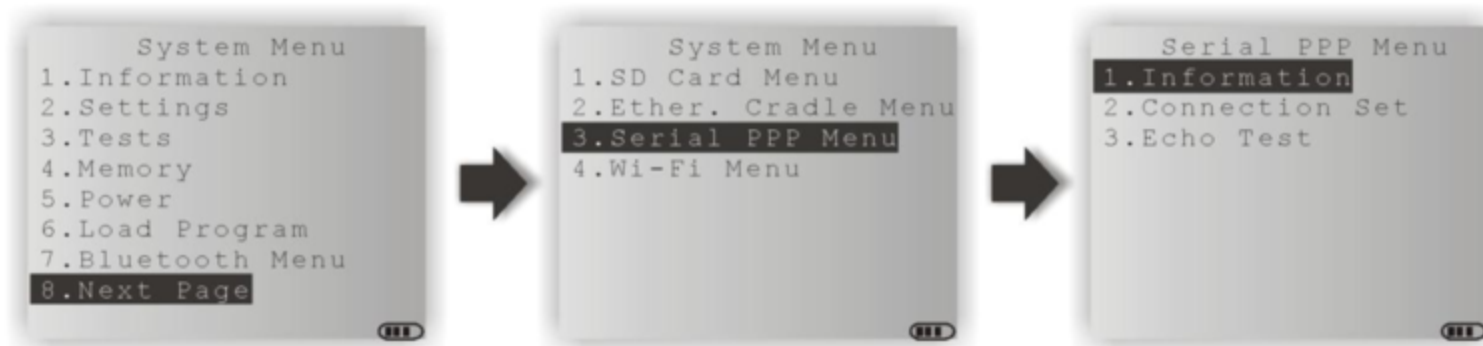 System Menu
1.Information
2.Settings
3.Tests
4.Memory
5.Power
6.Load Program
7.Bluetooth Menu
8.Next Page
System Menu
1.SD Card Menu
2.Ether. Cradle Menu
3.Serial PPP Menu
4.Wi-Fi Menu
Serial PPP Menu
1.Information
2.Connection Set
3.Echo Test